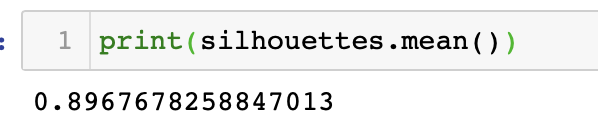 : 1 print(silhouettes.mean())
0.8967678258847013